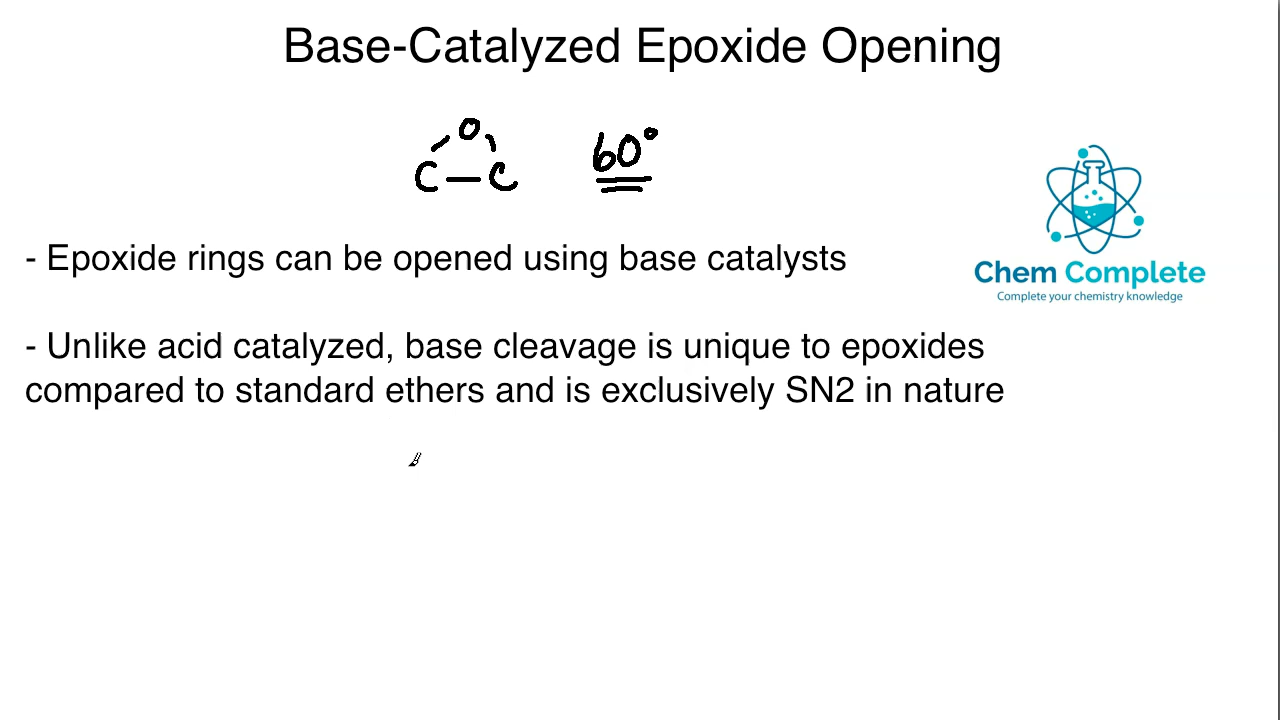 Base-Catalyzed Epoxide Opening
O
C — C
60°
- Epoxide rings can be opened using base catalysts
Chem Complete
Complete your chemistry knowledge
- Unlike acid catalyzed, base cleavage is unique to epoxides
compared to standard ethers and is exclusively SN2 in nature